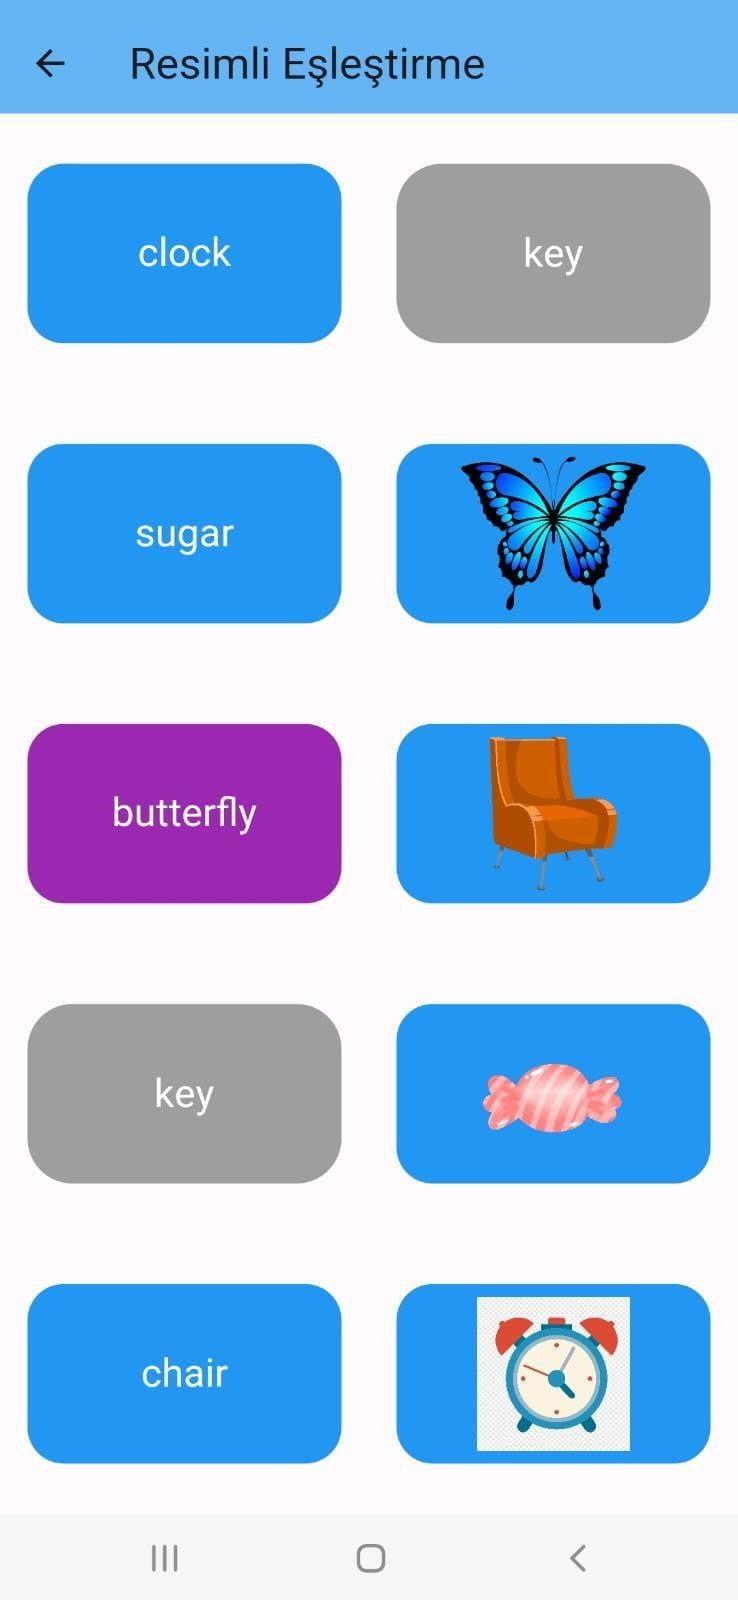 Resimli Eşleştirme
clock
key
sugar
butterfly
key
chair